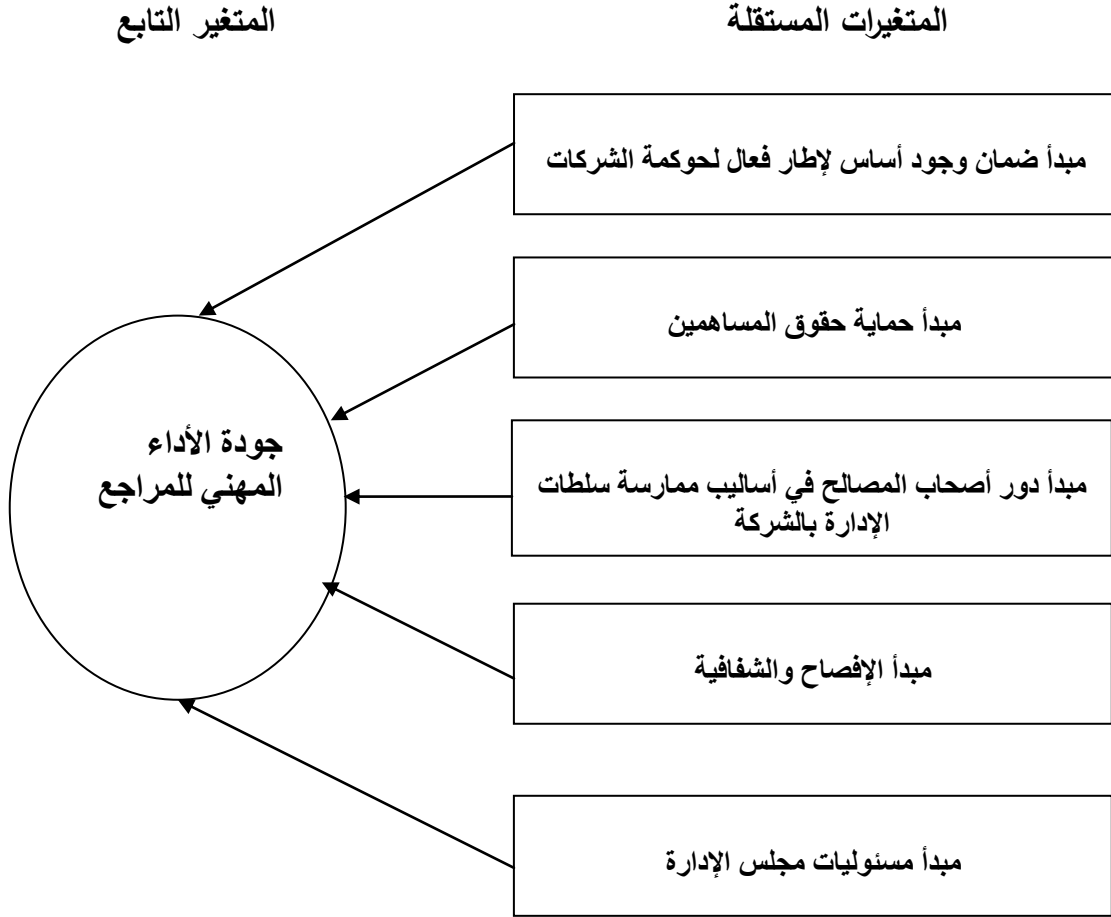 المتغيرات المستقلة
المتغير التابع
مبدأ ضمان وجود أساس لإطار فعال لحوكمة الشركات
مبدأ حماية حقوق المساهمين
جودة الأداء
المهني للمراجع
مبدأ دور أصحاب المصالح في أساليب ممارسة سلطات
الإدارة بالشركة
مبدأ الإفصاح والشفافية
مبدأ مسئوليات مجلس الإدارة